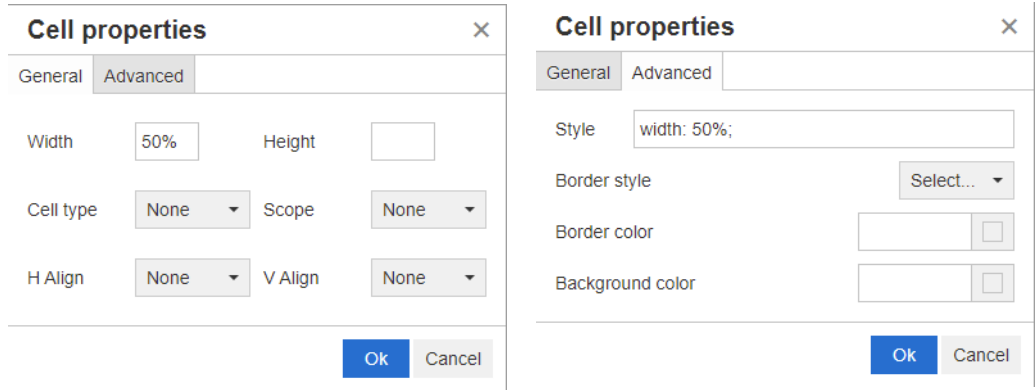 Cell properties ×
General Advanced
Width 50% Height
Cell type None Scope None
H Align None V Align None
Ok Cancel
Cell properties ×
General Advanced
Style width: 50%;
Border style Select...
Border color
Background color
Ok Cancel